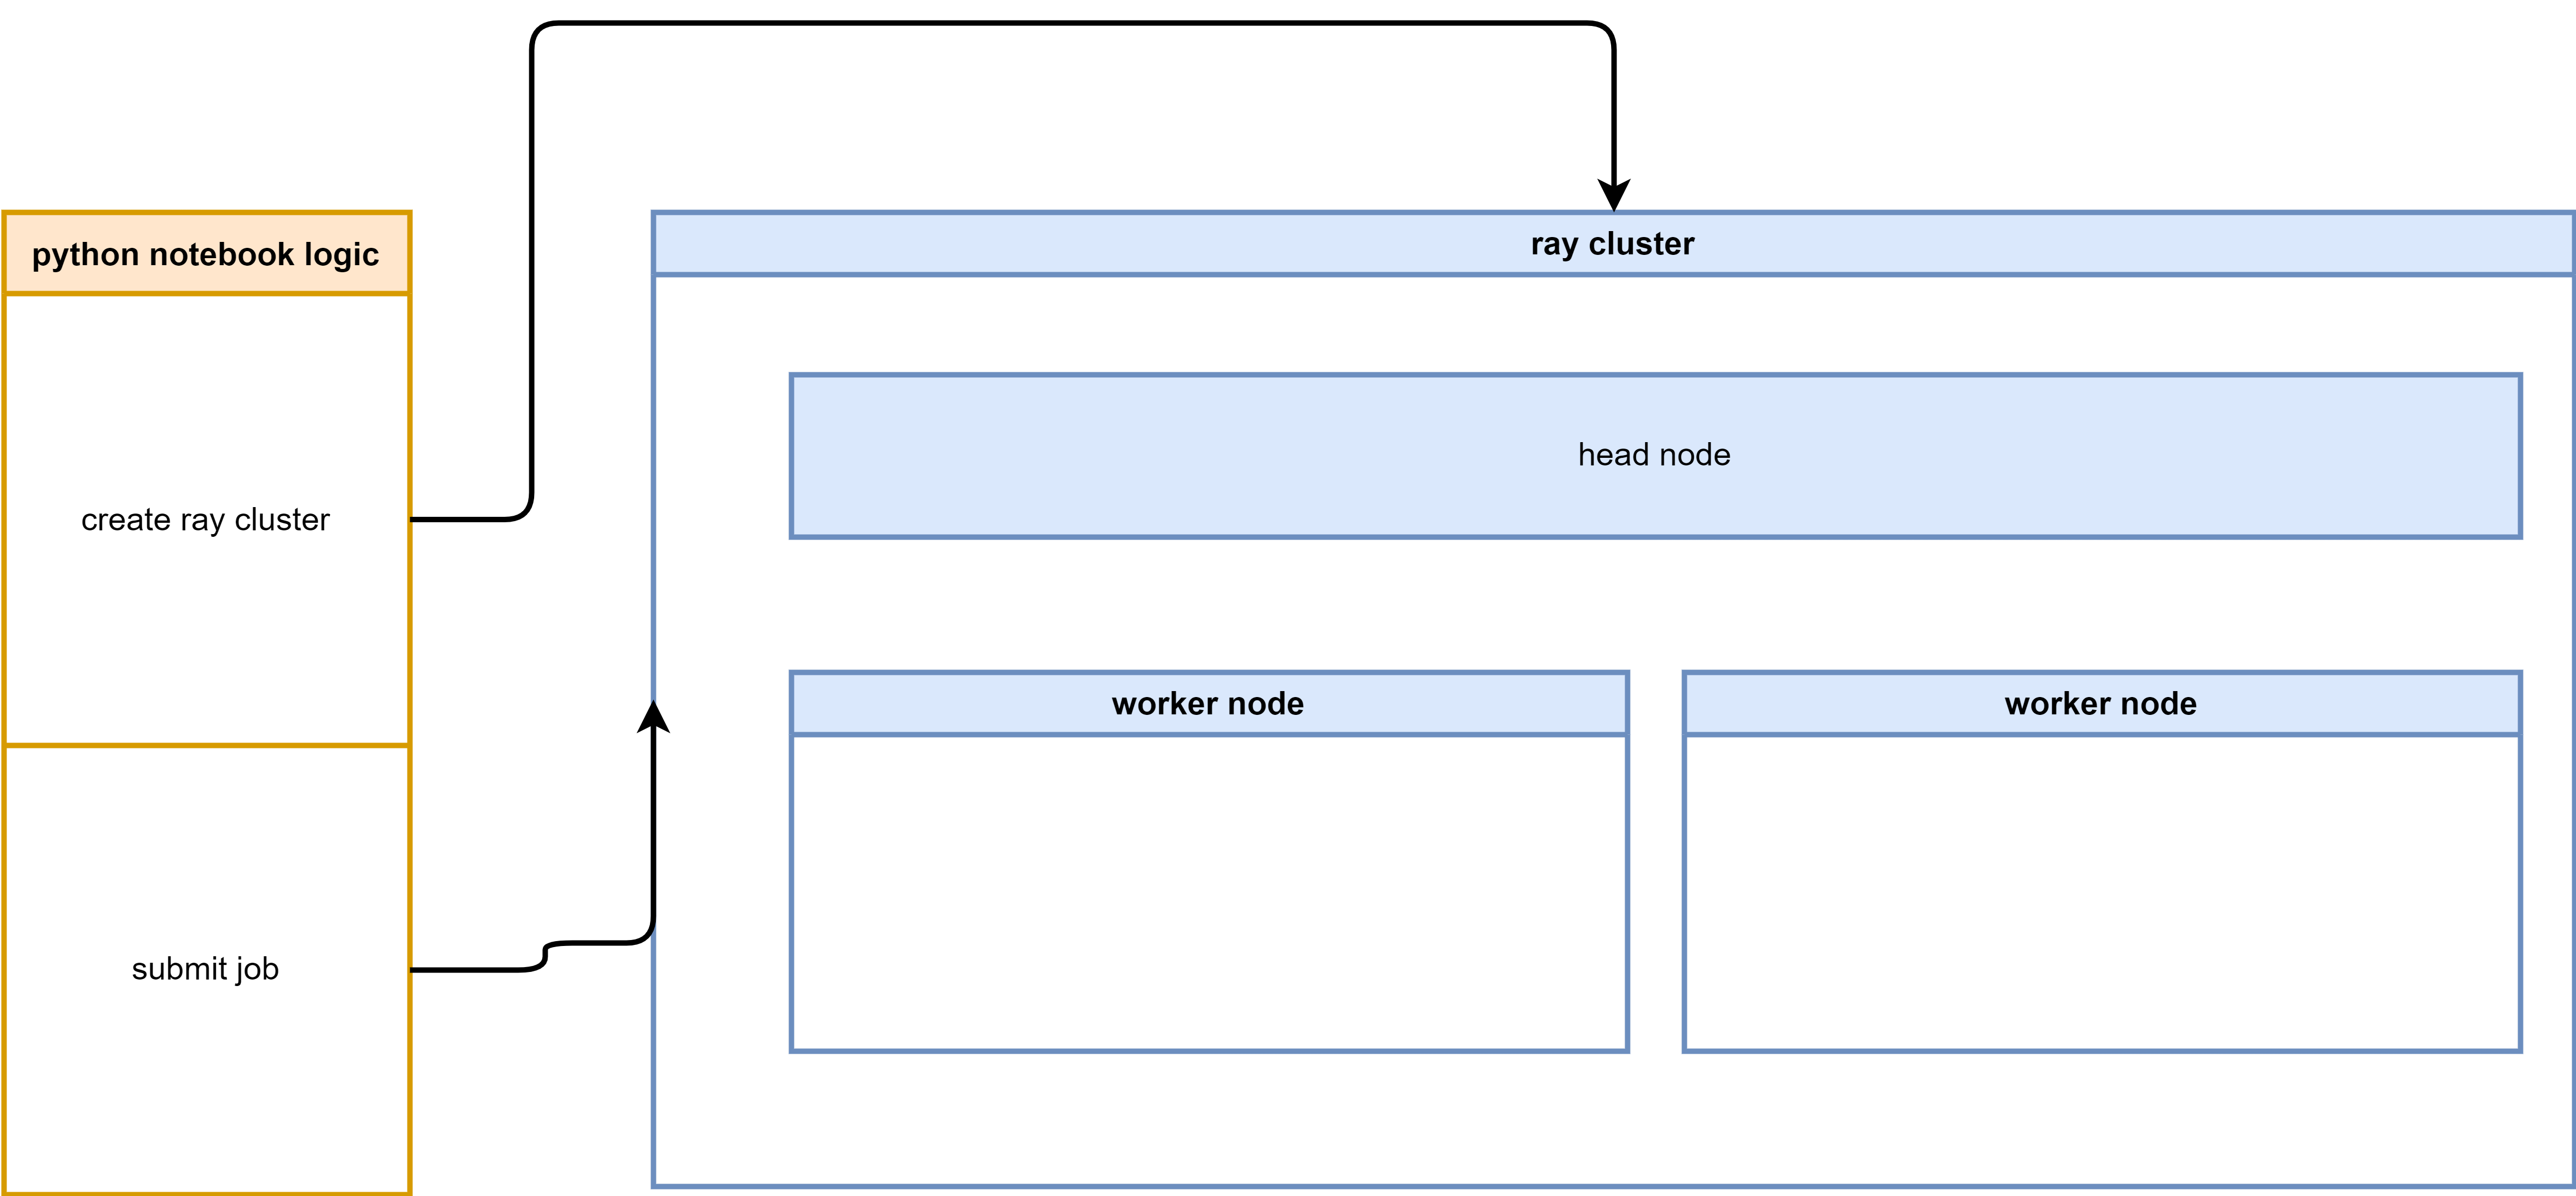 python notebook logic
create ray cluster
submit job
ray cluster
head node
worker node
worker node